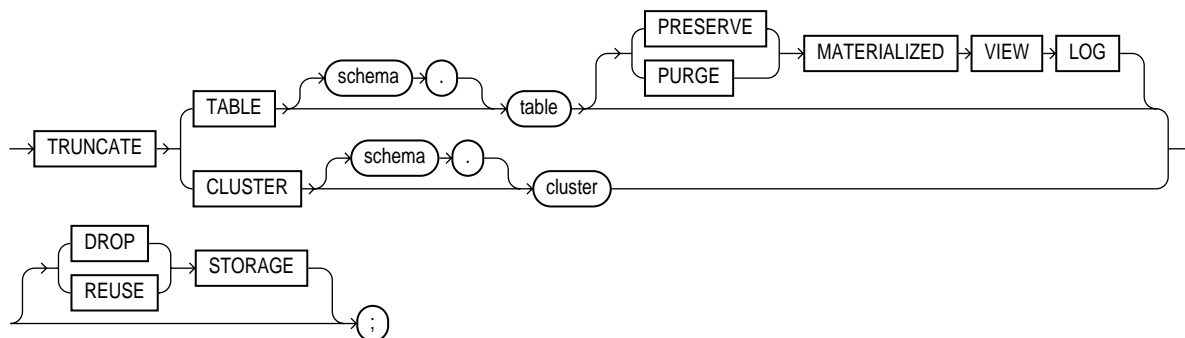 PRESERVE
PURGE MATERIALIZED VIEW LOG
TABLE schema . table
TRUNCATE
CLUSTER schema . cluster
DROP
REUSE STORAGE
;